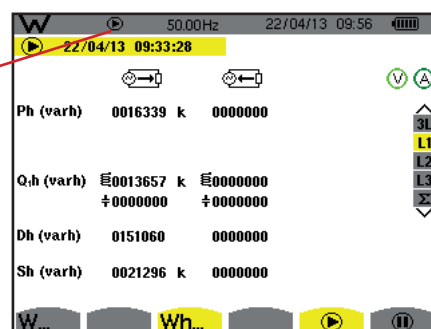 W 50.00Hz 22/04/13 09:56
22/04/13 09:33:28
V A
Ph (varh) 0016339 k 0000000
3L
L1
L2
Q₁h (varh) 0013657 k 0000000
L3
÷0000000 ÷0000000
Σ
Dh (varh) 0151060 0000000
Sh (varh) 0021296 k 0000000
W... Wh...